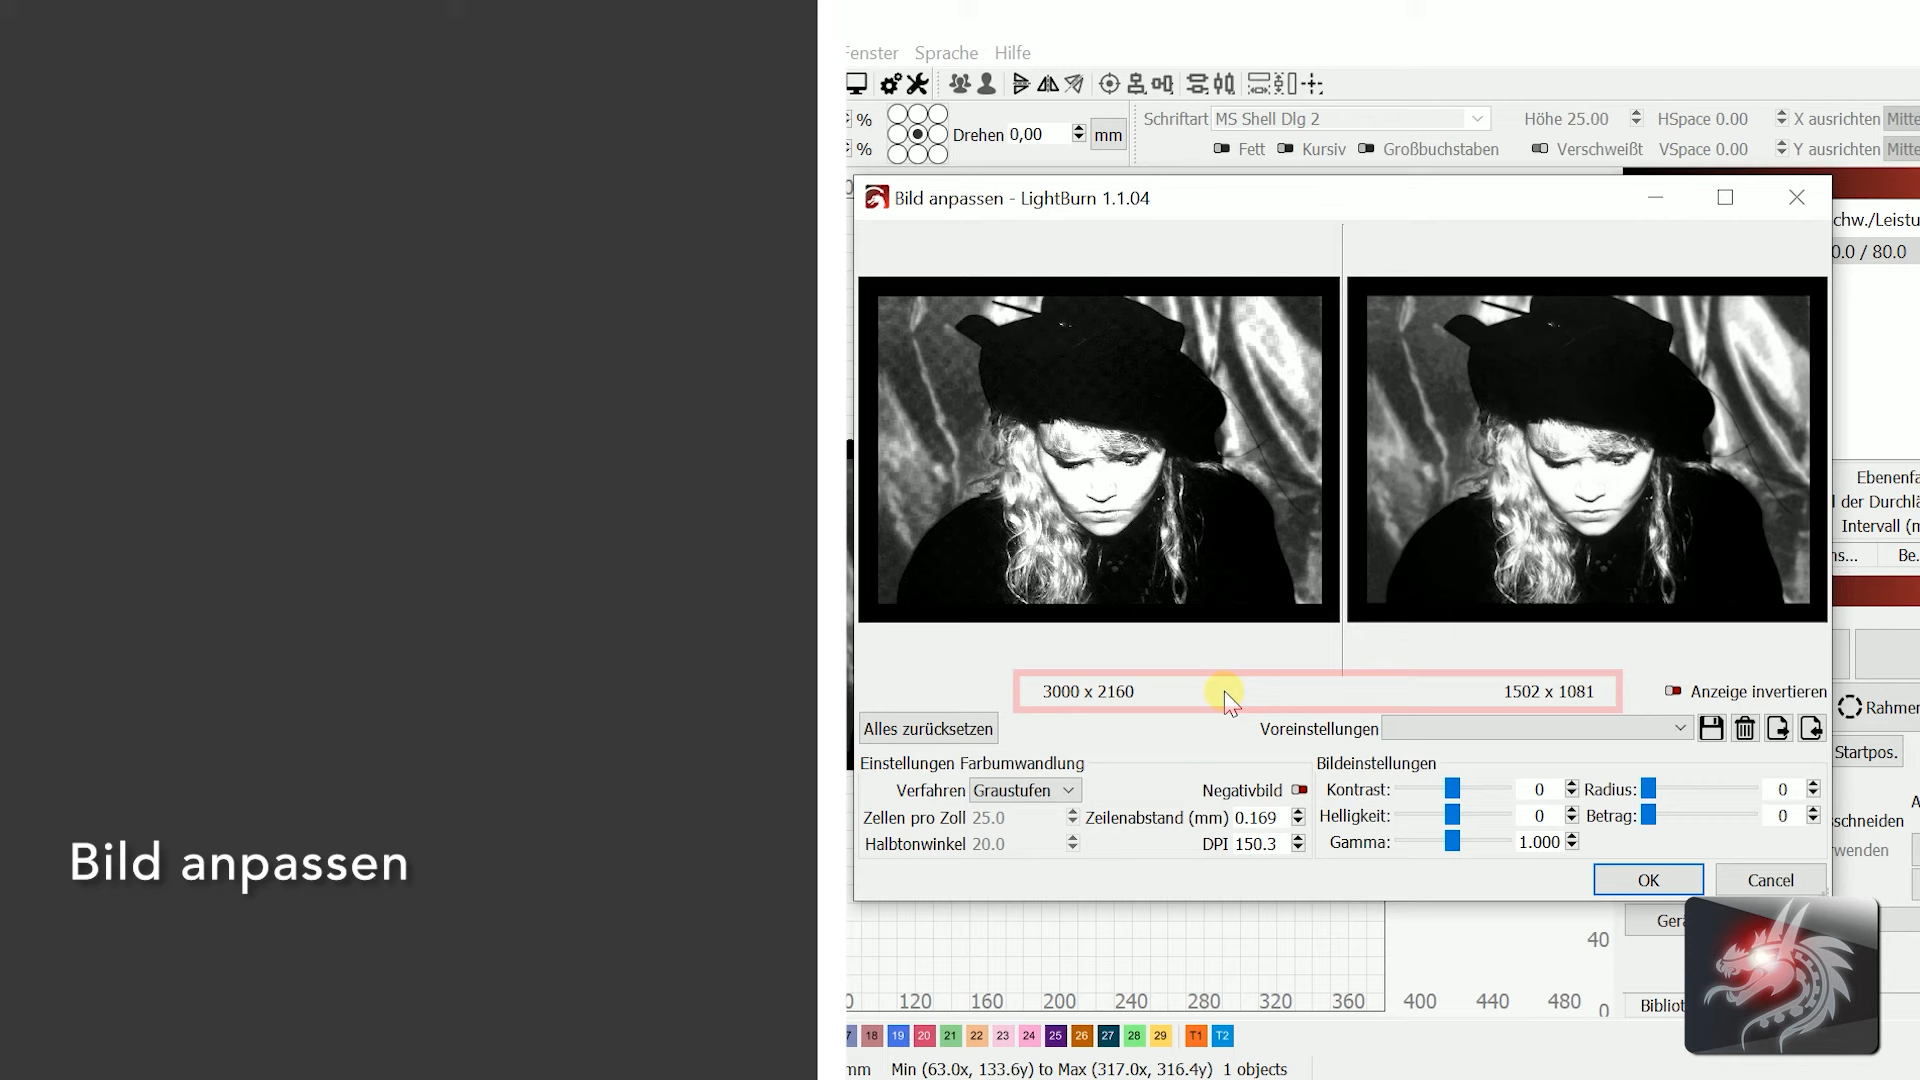 Fenster Sprache Hilfe
% Drehen 0,00 mm Schriftart MS Shell Dlg 2 Höhe 25.00 HSpace 0.00 X ausrichten Mitte
% Fett Kursiv Großbuchstaben Verschweißt VSpace 0.00 Y ausrichten Mitte
Bild anpassen - LightBurn 1.1.04
chw./Leistu
0.0 / 80.0
Ebenenfa
l der Durchlä
Intervall (m
ns... Be.
3000 x 2160 1502 x 1081 Anzeige invertieren
Rahmen
Alles zurücksetzen Voreinstellungen
Startpos.
Einstellungen Farbumwandlung Bildeinstellungen
Verfahren Graustufen Negativbild Kontrast: 0 Radius: 0
Zellen pro Zoll 25.0 Zeilenabstand (mm) 0.169 Helligkeit: 0 Betrag: 0
Halbtonwinkel 20.0 DPI 150.3 Gamma: 1.000
schneiden
wenden
OK Cancel
Bild anpassen
Gerä
40
0 120 160 200 240 280 320 360 400 440 480 0
Bibliot
7 18 19 20 21 22 23 24 25 26 27 28 29 T1 T2
mm Min (63.0x, 133.6y) to Max (317.0x, 316.4y) 1 objects